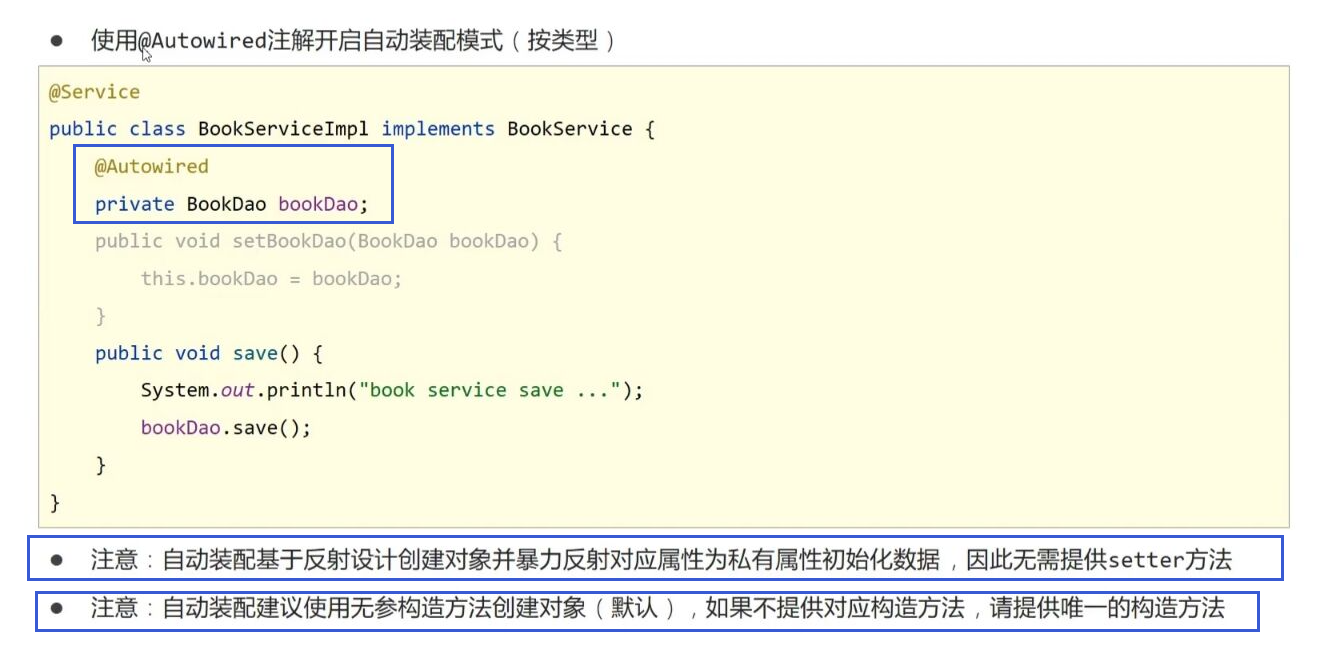 ● 使用@Autowired注解开启自动装配模式（按类型）
@Service
public class BookServiceImpl implements BookService {
    @Autowired
    private BookDao bookDao;
    public void setBookDao(BookDao bookDao) {
        this.bookDao = bookDao;
    }
    public void save() {
        System.out.println("book service save ...");
        bookDao.save();
    }
}
● 注意：自动装配基于反射设计创建对象并暴力反射对应属性为私有属性初始化数据，因此无需提供setter方法
● 注意：自动装配建议使用无参构造方法创建对象（默认），如果不提供对应构造方法，请提供唯一的构造方法